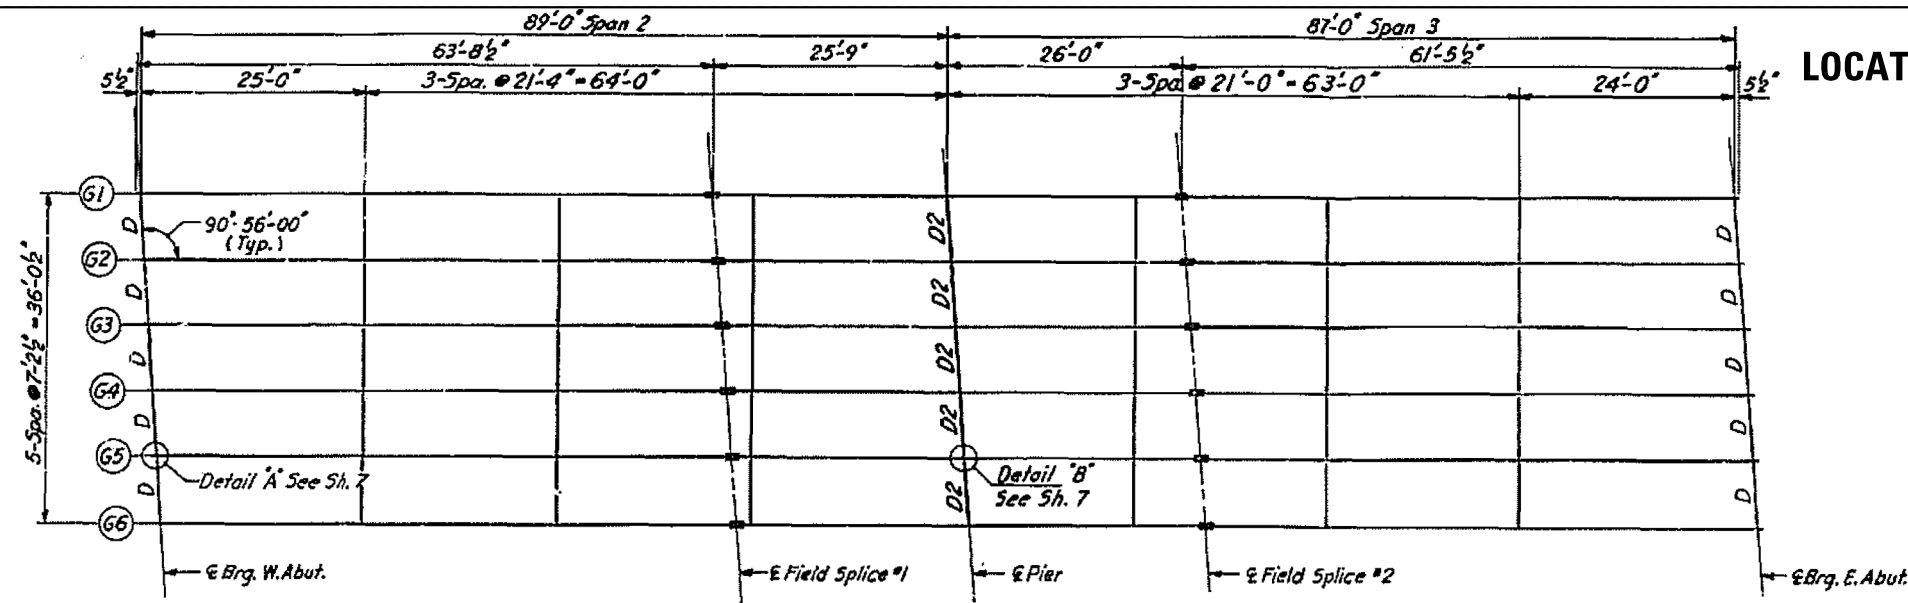 89'-0" Span 2
87'-0" Span 3
63'-8½"
25'-9"
26'-0"
61'-5½"
LOCAT
5½"
25'-0"
3-Spa. @ 21'-4" = 64'-0"
3-Spa. @ 21'-0" = 63'-0"
24'-0"
5½"
G1
D
90°-56'-00"
(Typ.)
D2
D
G2
D
D2
D
5-Spa. @ 7'-2½" = 36'-0½"
G3
D
D2
D
G4
D
D2
D
G5
Detail "A" See Sh. 7
Detail "B"
See Sh. 7
D
D2
D
G6
℄ Brg. W. Abut.
℄ Field Splice #1
℄ Pier
℄ Field Splice #2
℄ Brg. E. Abut.